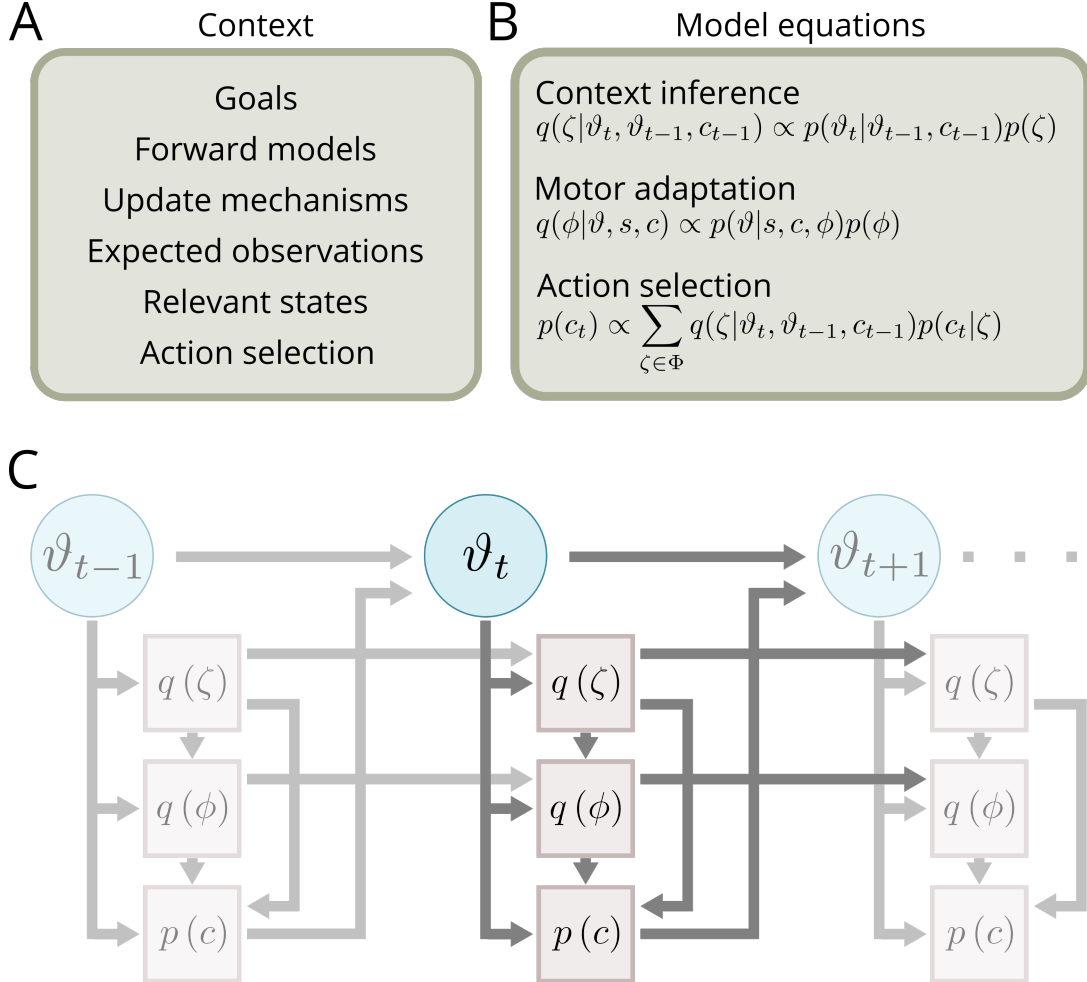 A Context
Goals
Forward models
Update mechanisms
Expected observations
Relevant states
Action selection
B Model equations
Context inference
q(ζ|ϑ_t, ϑ_{t−1}, c_{t−1}) ∝ p(ϑ_t|ϑ_{t−1}, c_{t−1})p(ζ)
Motor adaptation
q(ϕ|ϑ, s, c) ∝ p(ϑ|s, c, ϕ)p(ϕ)
Action selection
p(c_t) ∝ ∑_{ζ∈Φ} q(ζ|ϑ_t, ϑ_{t−1}, c_{t−1})p(c_t|ζ)
C
ϑ_{t−1} ϑ_t ϑ_{t+1} . . .
q (ζ) q (ζ) q (ζ)
q (ϕ) q (ϕ) q (ϕ)
p (c) p (c) p (c)